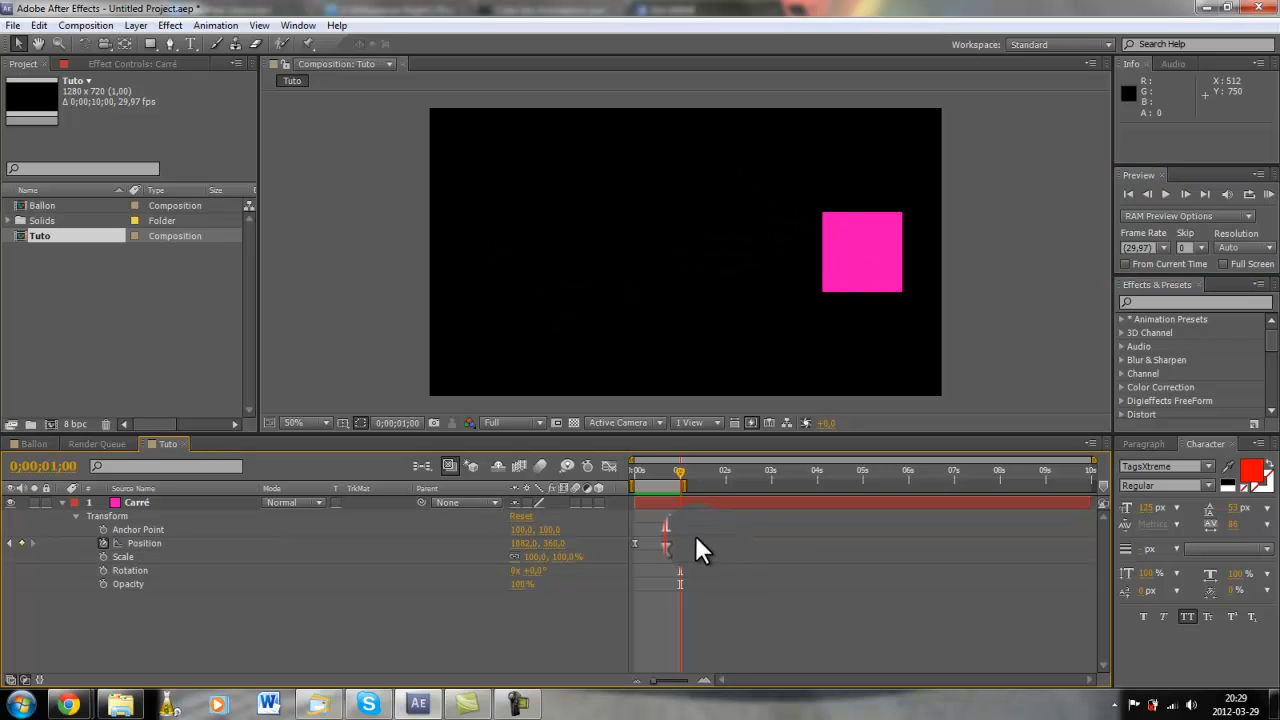 Adobe After Effects - Untitled Project.aep *
File Edit Composition Layer Effect Animation View Window Help
Workspace: Standard
Search Help
Project
Effect Controls: Carré
Composition: Tuto
Info
Audio
Tuto
Tuto
1280 x 720 (1,00)
Δ 0;00;10;00, 29,97 fps
R :
G :
B :
A : 0
X : 512
Y : 750
Preview
RAM Preview Options
Frame Rate Skip Resolution
(29,97) 0 Auto
From Current Time Full Screen
Name Type Size
Ballon Composition
Solids Folder
Tuto Composition
Effects & Presets
* Animation Presets
3D Channel
Audio
Blur & Sharpen
Channel
Color Correction
Digieffects FreeForm
Distort
8 bpc
50% 0;00;01;00 Full Active Camera 1 View +0,0
Ballon Render Queue Tuto
Paragraph Character
0;00;01;00
:00s 02s 03s 04s 05s 06s 07s 08s 09s 10s
# Source Name Mode TrkMat Parent
1 Carré Normal None
Transform Reset
Anchor Point 100,0, 100,0
Position 1082,0, 360,0
Scale 100,0, 100,0%
Rotation 0x +0,0°
Opacity 100%
TagsXtreme
Regular
125 px 53 px
Metrics 86
- px
100 % 100 %
0 px 0 %
T T TT Tr T¹ T₁
W S AE
20:29
2012-03-29